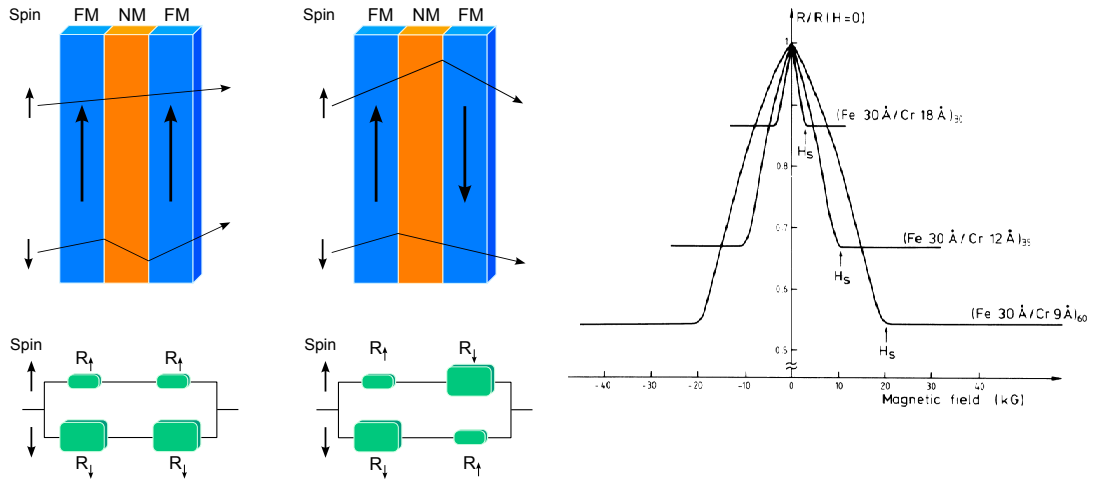 Spin FM NM FM
Spin FM NM FM
Spin
R↑ R↑
R↓ R↓
Spin
R↑ R↓
R↓ R↑
R/R(H=0)
1
0.8
0.7
0.6
0.5
(Fe 30 Å/Cr 18 Å)30
Hs
(Fe 30 Å/Cr 12 Å)35
Hs
(Fe 30 Å/Cr 9 Å)60
Hs
-40 -30 -20 -10 0 10 20 30 40
Magnetic field (kG)